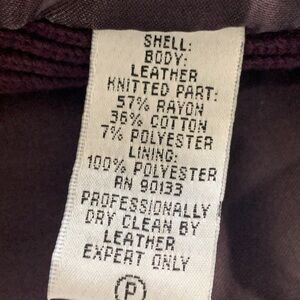 SHELL:
BODY:
LEATHER
KNITTED PART:
57% RAYON
36% COTTON
7% POLYESTER
LINING:
100% POLYESTER
RN 90133
PROFESSIONALLY
DRY CLEAN BY
LEATHER
EXPERT ONLY
P